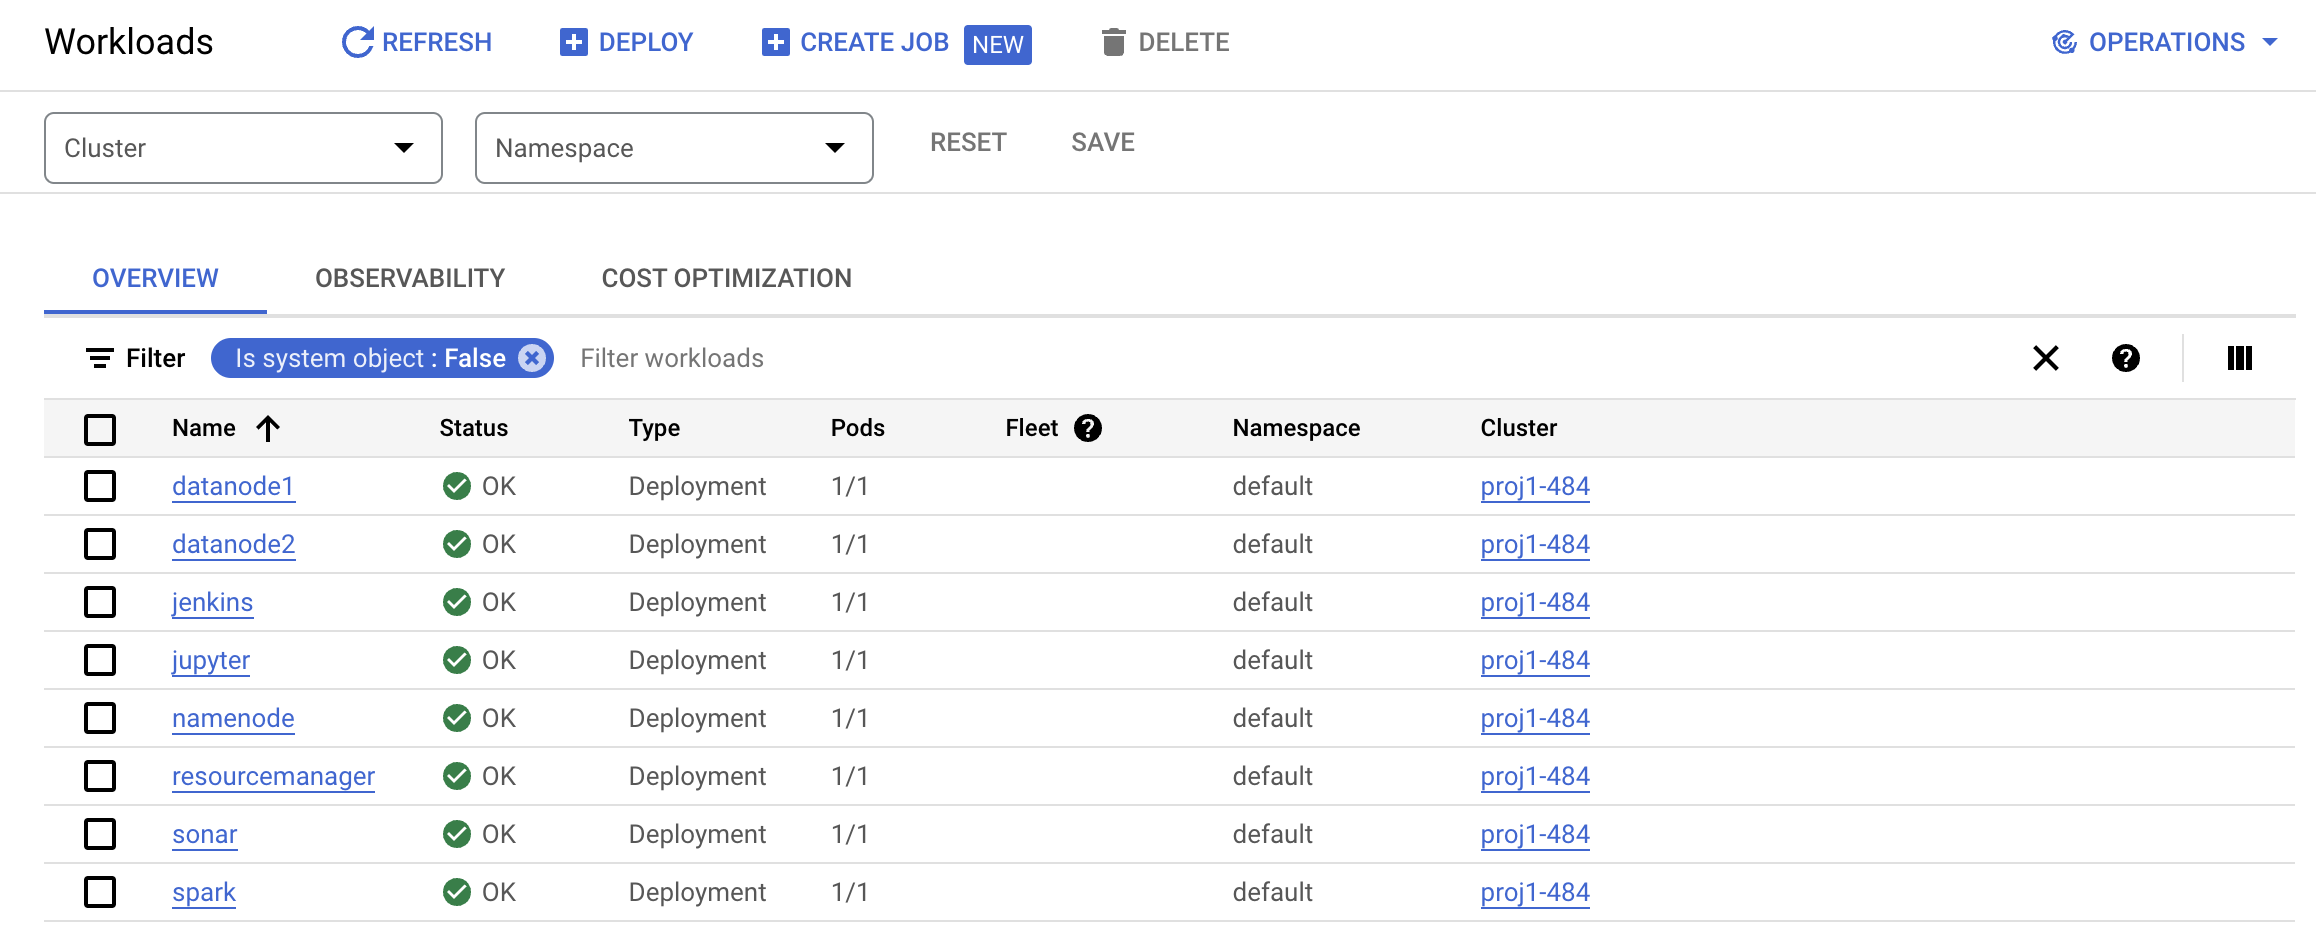 Workloads REFRESH DEPLOY CREATE JOB NEW DELETE OPERATIONS
Cluster Namespace RESET SAVE
OVERVIEW OBSERVABILITY COST OPTIMIZATION
Filter Is system object : False Filter workloads
Name Status Type Pods Fleet Namespace Cluster
datanode1 OK Deployment 1/1 default proj1-484
datanode2 OK Deployment 1/1 default proj1-484
jenkins OK Deployment 1/1 default proj1-484
jupyter OK Deployment 1/1 default proj1-484
namenode OK Deployment 1/1 default proj1-484
resourcemanager OK Deployment 1/1 default proj1-484
sonar OK Deployment 1/1 default proj1-484
spark OK Deployment 1/1 default proj1-484